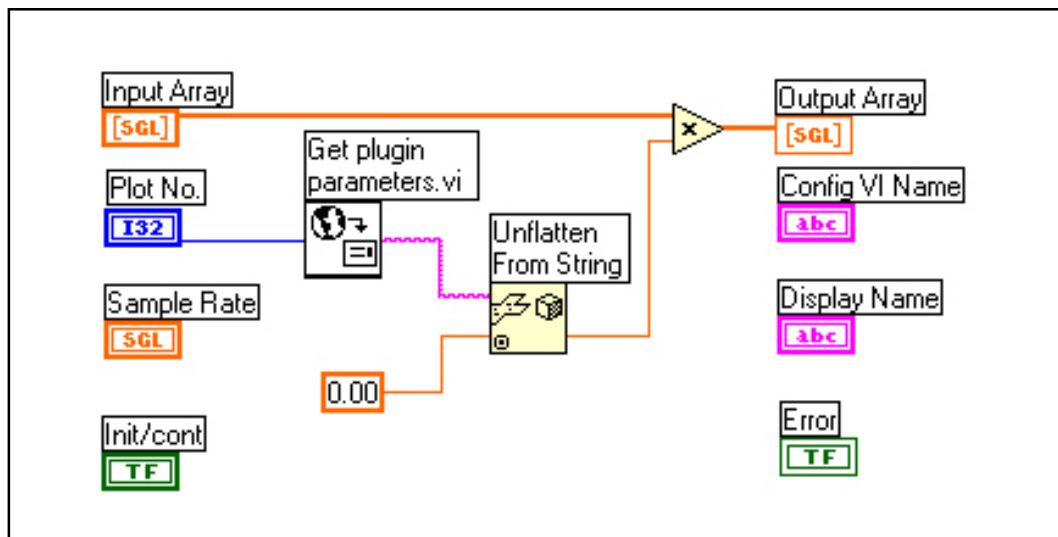 Input Array
[SGL]
Plot No.
I32
Sample Rate
SGL
Init/cont
TF
Get plugin
parameters.vi
Unflatten
From String
0.00
x
Output Array
[SGL]
Config VI Name
abc
Display Name
abc
Error
TF